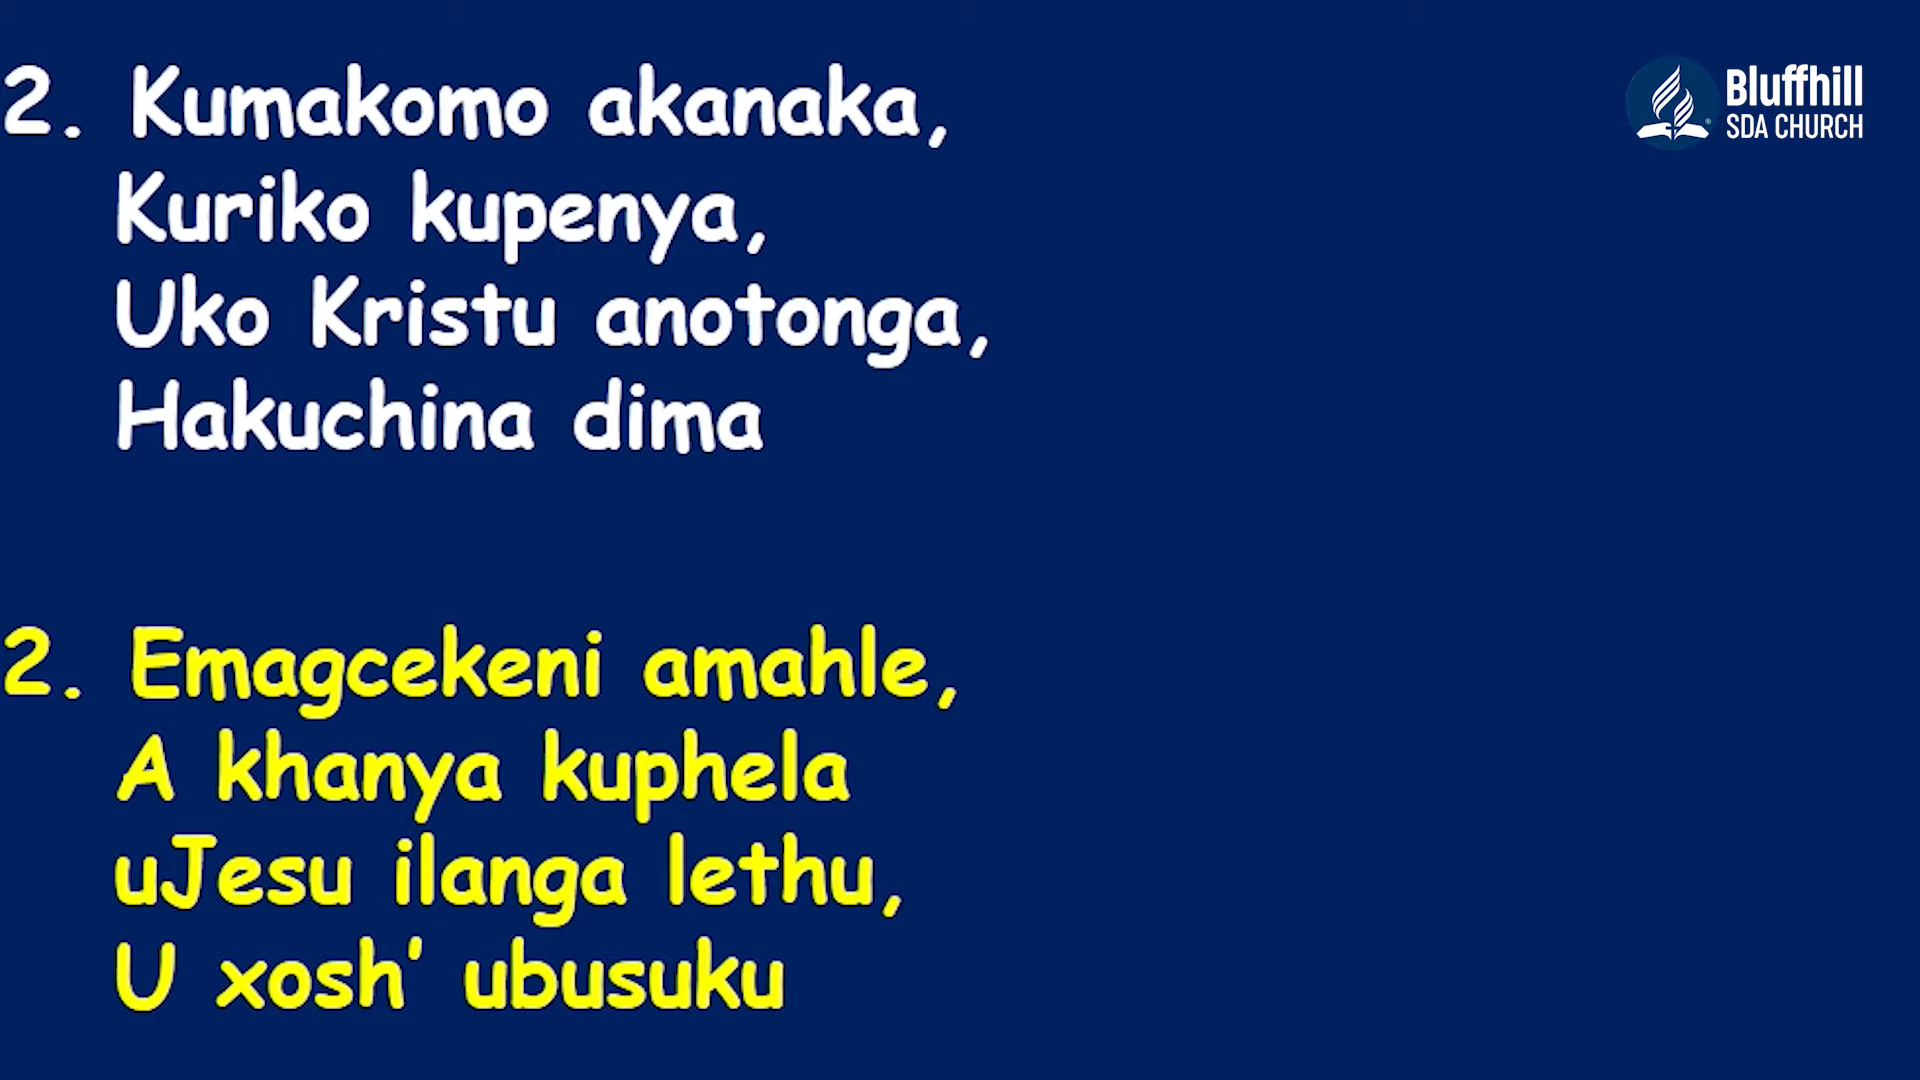 2. Kumakomo akanaka,
Kuriko kupenya,
Uko Kristu anotonga,
Hakuchina dima
2. Emagcekeni amahle,
A khanya kuphela
uJesu ilanga lethu,
U xosh’ ubusuku
Bluffhill
SDA CHURCH